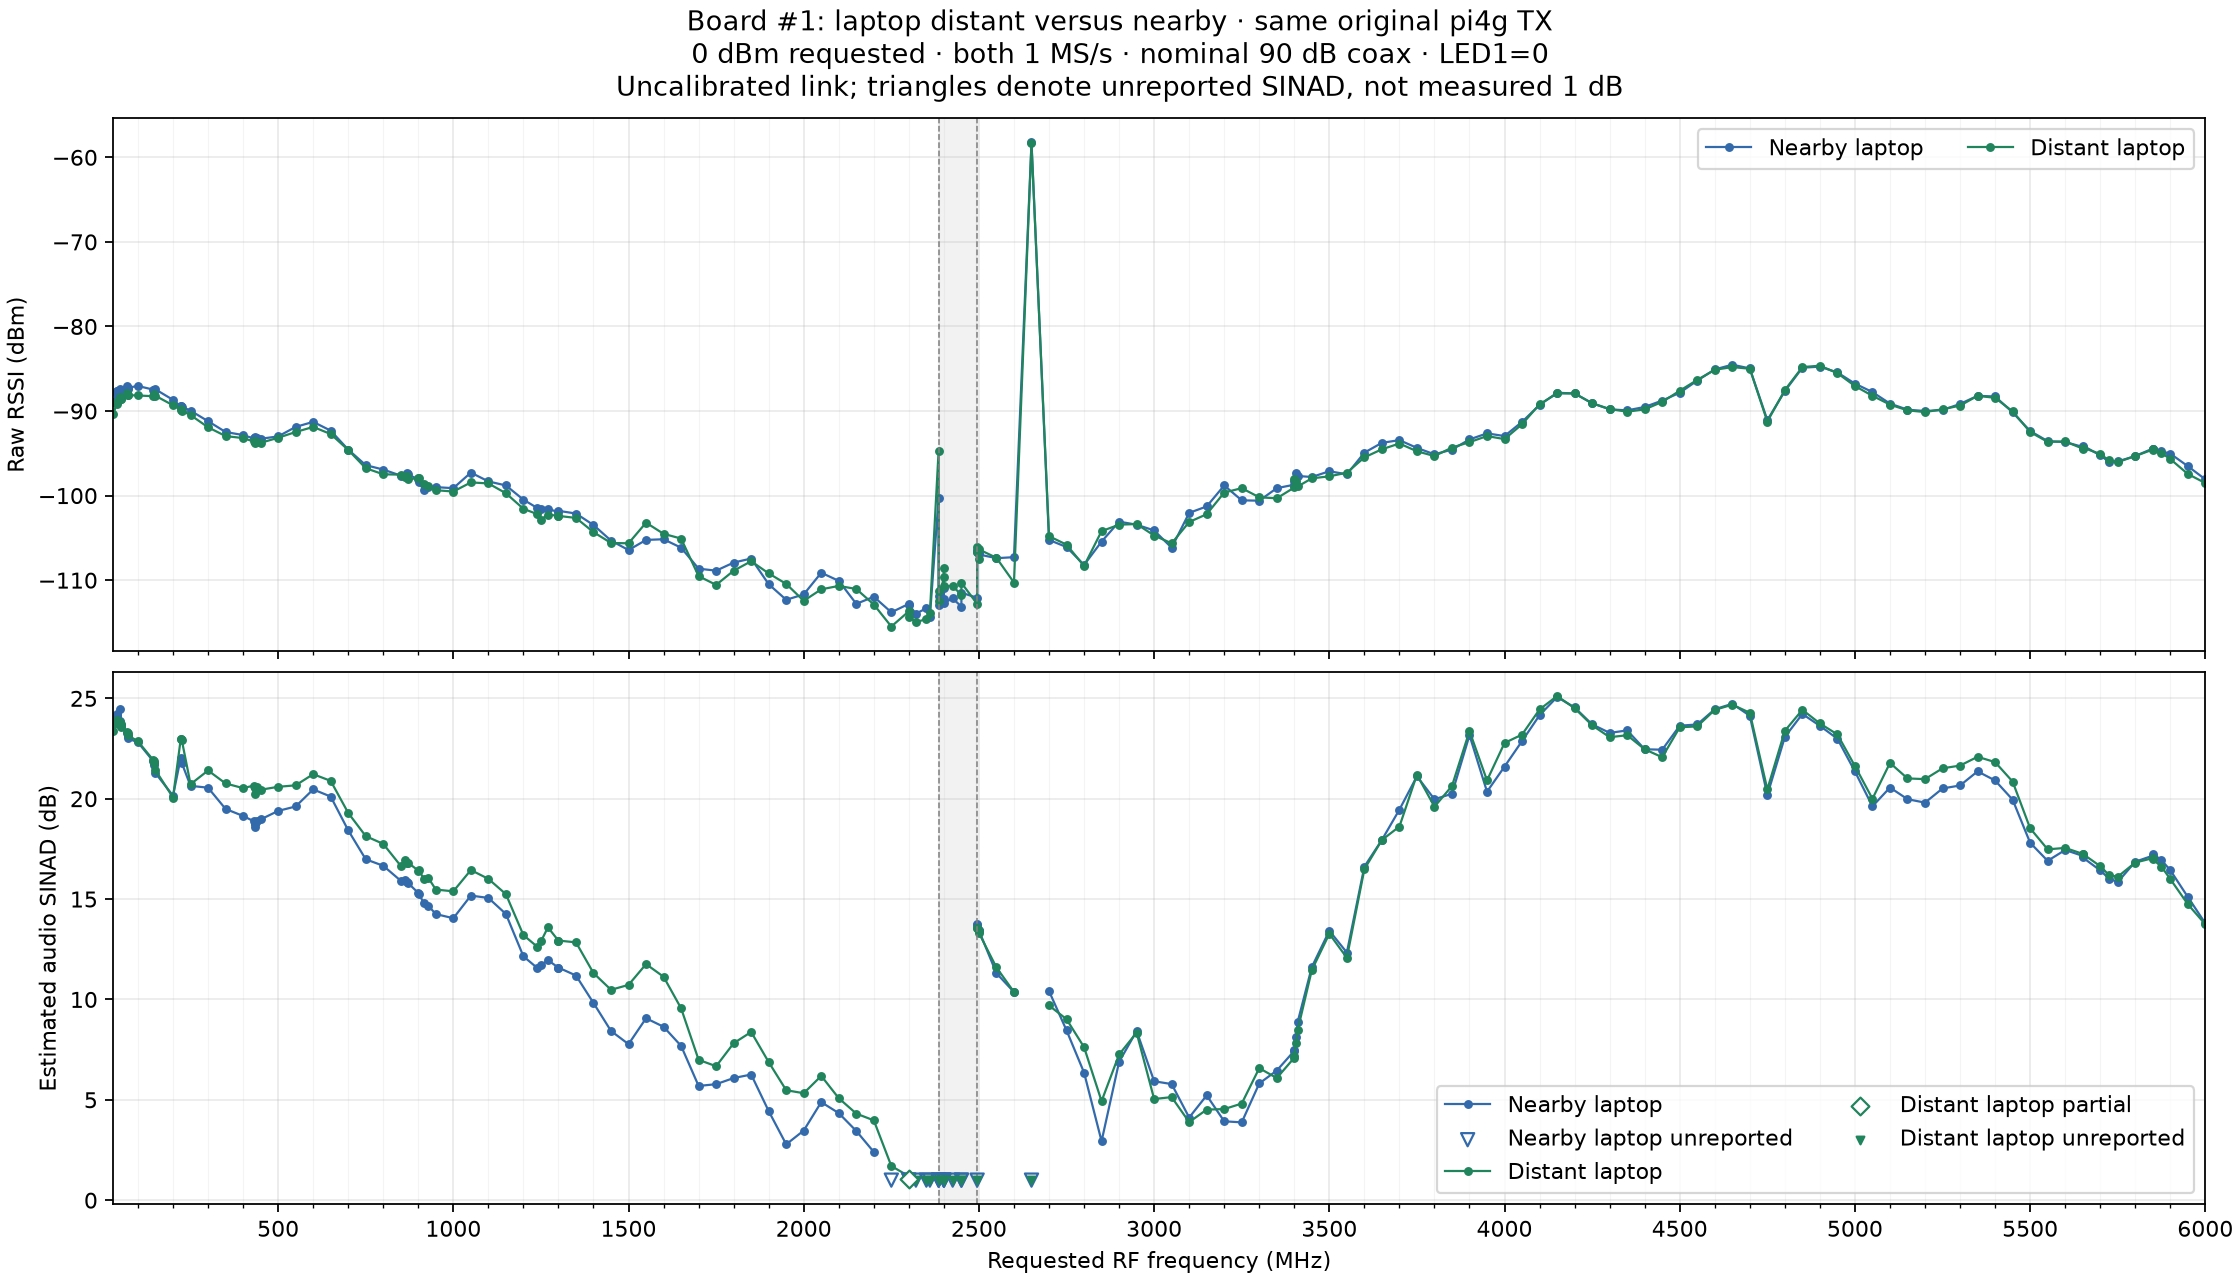 Board #1: laptop distant versus nearby · same original pi4g TX
0 dBm requested · both 1 MS/s · nominal 90 dB coax · LED1=0
Uncalibrated link; triangles denote unreported SINAD, not measured 1 dB
Raw RSSI (dBm)
−60
−70
−80
−90
−100
−110
Nearby laptop
Distant laptop
Estimated audio SINAD (dB)
25
20
15
10
5
0
Nearby laptop
Nearby laptop unreported
Distant laptop
Distant laptop partial
Distant laptop unreported
500 1000 1500 2000 2500 3000 3500 4000 4500 5000 5500 6000
Requested RF frequency (MHz)